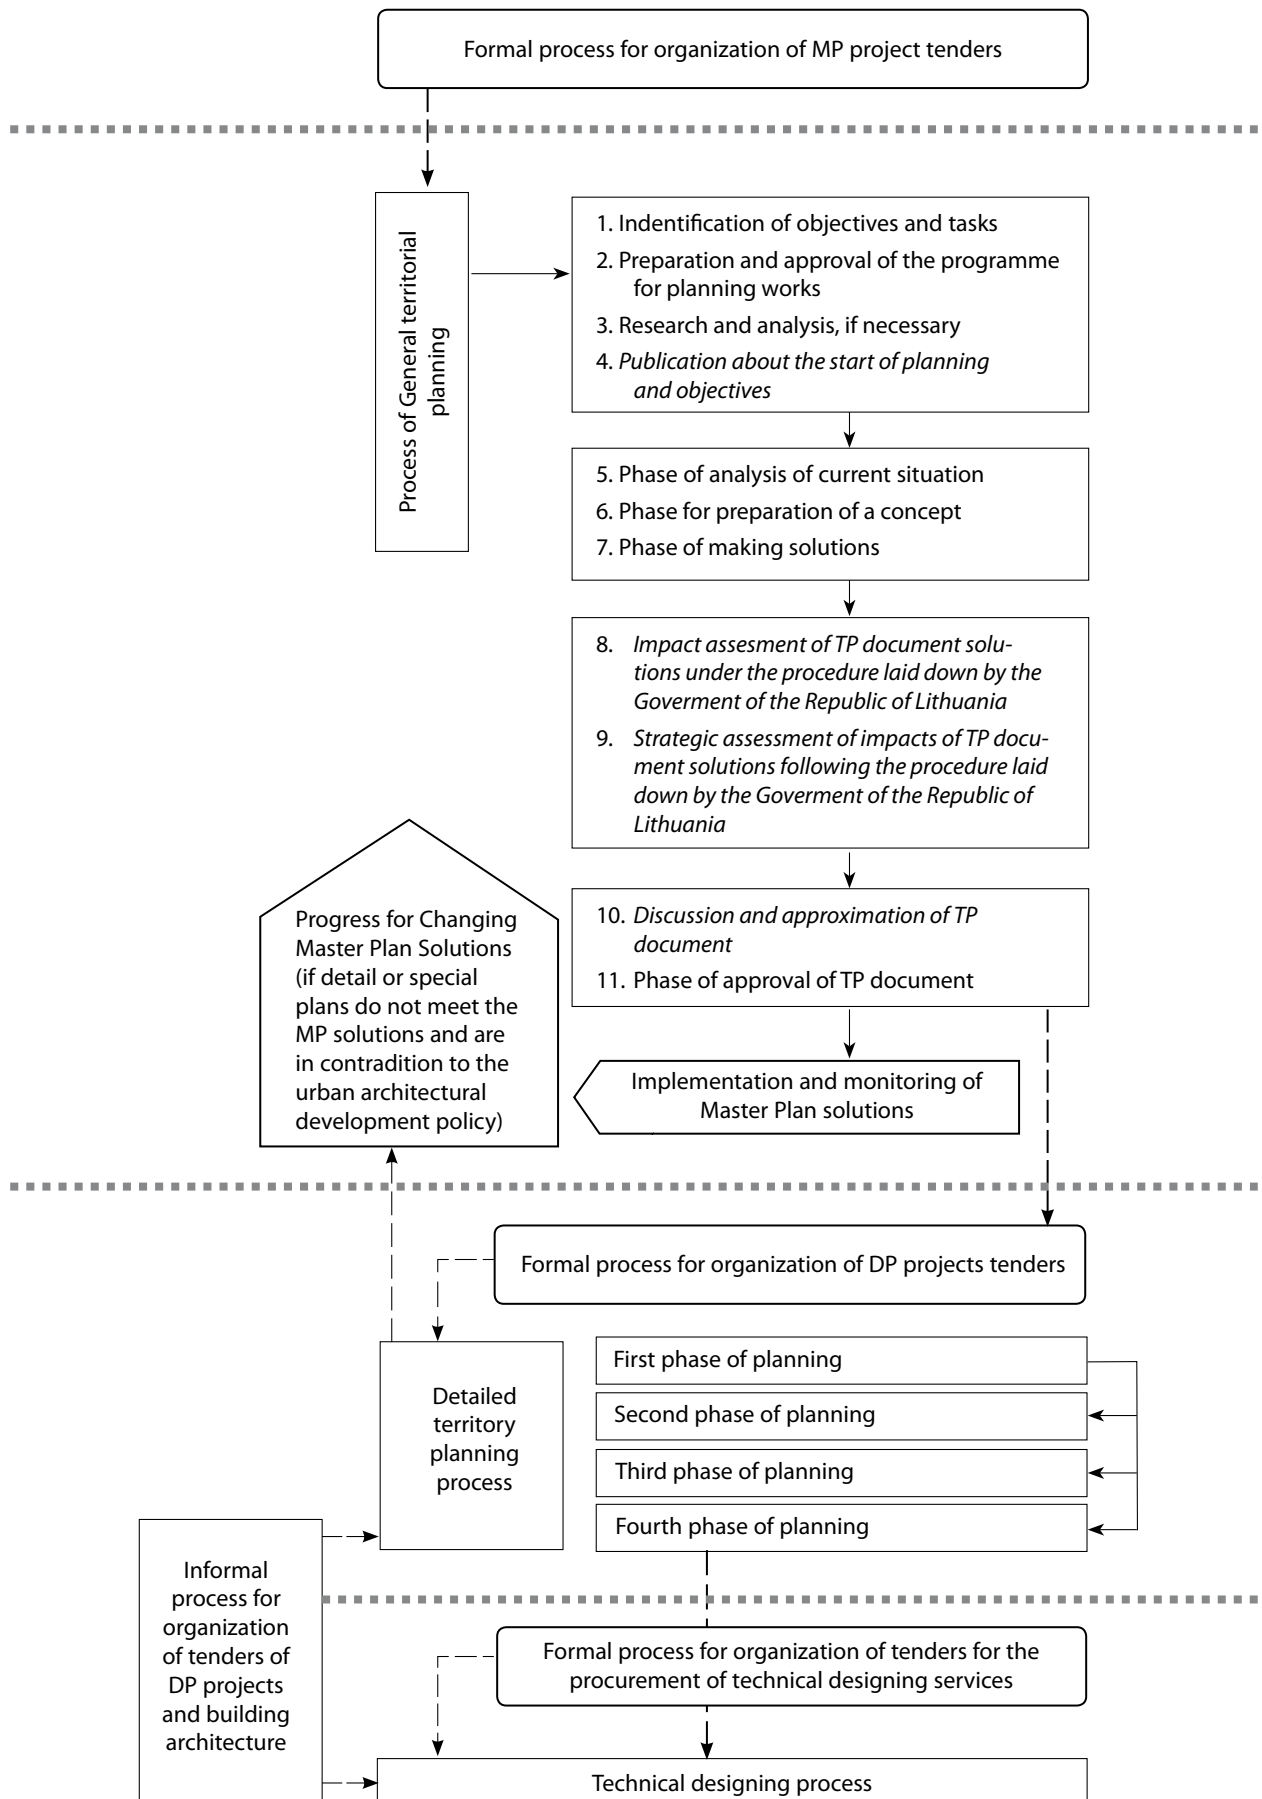 Formal process for organization of MP project tenders
Process of General territorial
planning
1. Indentification of objectives and tasks
2. Preparation and approval of the programme
for planning works
3. Research and analysis, if necessary
4. Publication about the start of planning
and objectives
5. Phase of analysis of current situation
6. Phase for preparation of a concept
7. Phase of making solutions
8. Impact assesment of TP document solu-
tions under the procedure laid down by the
Goverment of the Republic of Lithuania
9. Strategic assessment of impacts of TP docu-
ment solutions following the procedure laid
down by the Goverment of the Republic of
Lithuania
10. Discussion and approximation of TP
document
11. Phase of approval of TP document
Progress for Changing
Master Plan Solutions
(if detail or special
plans do not meet the
MP solutions and are
in contradition to the
urban architectural
development policy)
Implementation and monitoring of
Master Plan solutions
Formal process for organization of DP projects tenders
Detailed
territory
planning
process
First phase of planning
Second phase of planning
Third phase of planning
Fourth phase of planning
Informal
process for
organization
of tenders of
DP projects
and building
architecture
Formal process for organization of tenders for the
procurement of technical designing services
Technical designing process